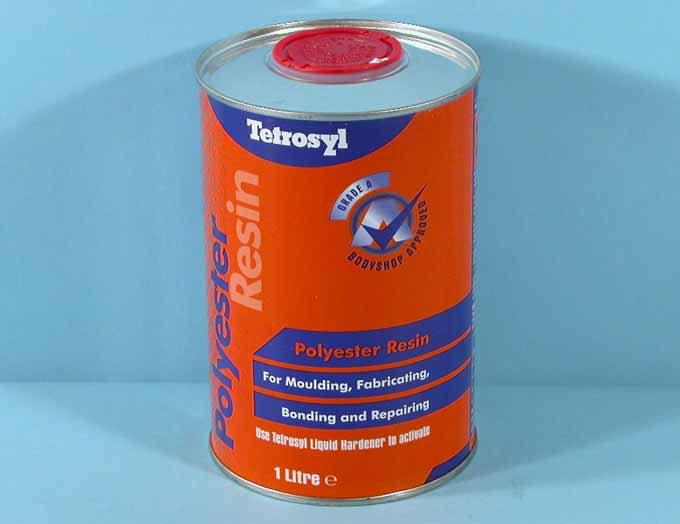 Tetrosyl
GRADE A
BODYSHOP APPROVED
Polyester
Resin
Polyester Resin
For Moulding, Fabricating,
Bonding and Repairing
Use Tetrosyl Liquid Hardener to activate
1 Litre ℮